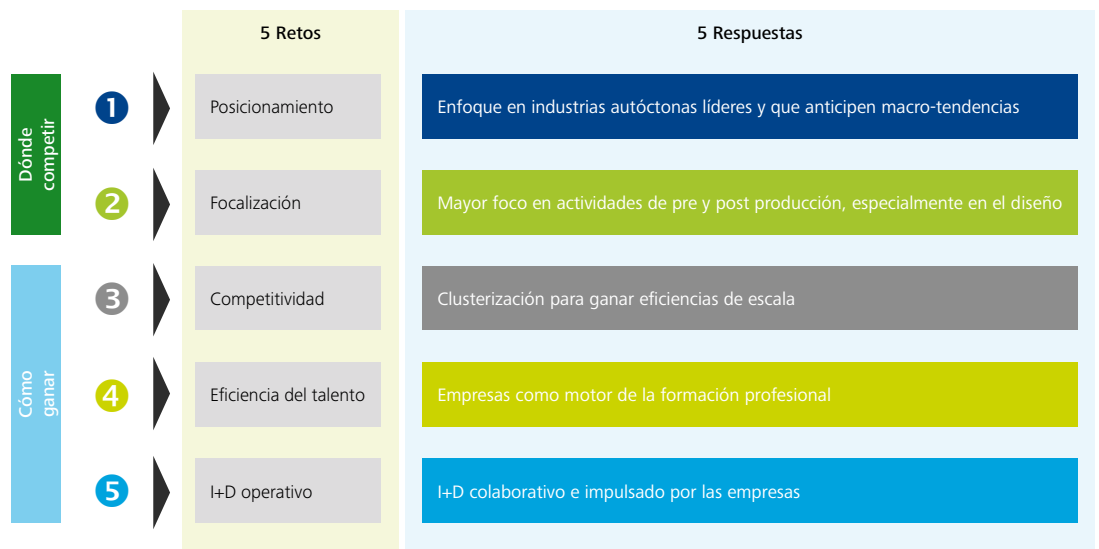 5 Retos
5 Respuestas
Dónde
competir
1
Posicionamiento
Enfoque en industrias autóctonas líderes y que anticipen macro-tendencias
2
Focalización
Mayor foco en actividades de pre y post producción, especialmente en el diseño
Cómo
ganar
3
Competitividad
Clusterización para ganar eficiencias de escala
4
Eficiencia del talento
Empresas como motor de la formación profesional
5
I+D operativo
I+D colaborativo e impulsado por las empresas